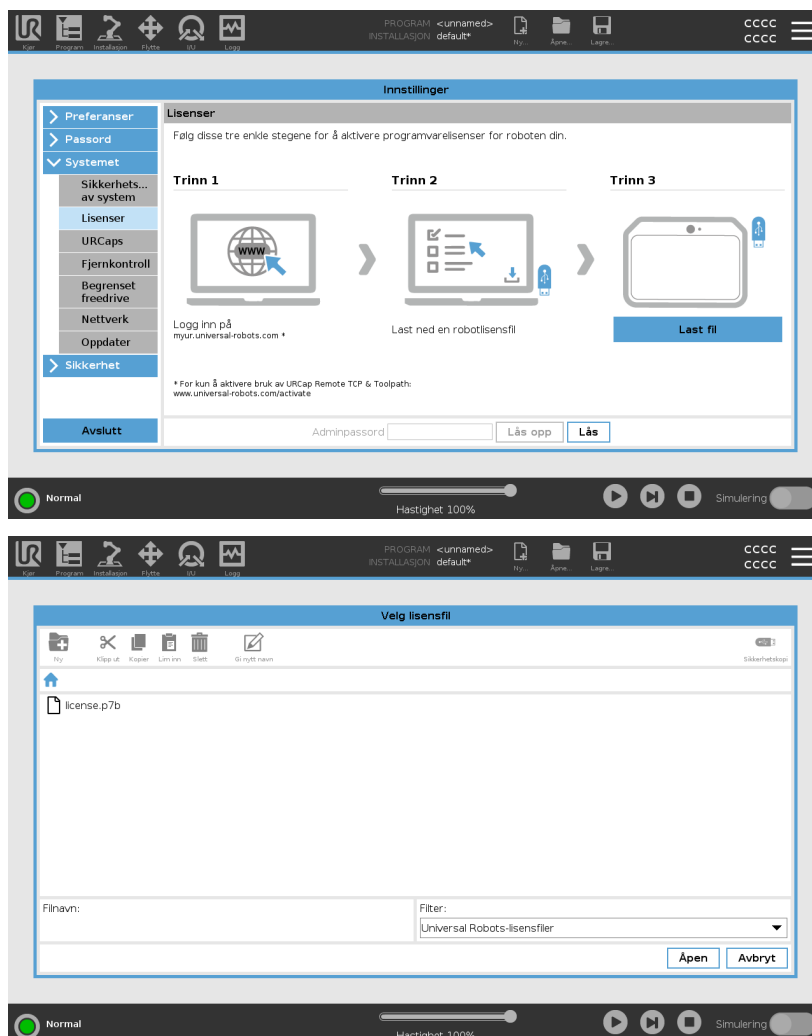 PROGRAM <unnamed>
INSTALLASJON default*
Kjør Program Installasjon Flytte I/U Logg
Ny... Åpne... Lagre...
CCCC
CCCC
Innstillinger
Preferanser
Passord
Systemet
Sikkerhets...
av system
Lisenser
URCaps
Fjernkontroll
Begrenset
freedrive
Nettverk
Oppdater
Sikkerhet
Avslutt
Lisenser
Følg disse tre enkle stegene for å aktivere programvarelisenser for roboten din.
Trinn 1
www
Logg inn på
myur.universal-robots.com *
Trinn 2
Last ned en robotlisensfil
Trinn 3
Last fil
* For kun å aktivere bruk av URCap Remote TCP & Toolpath:
www.universal-robots.com/activate
Adminpassord Lås opp Lås
Normal
Hastighet 100%
Simulering
PROGRAM <unnamed>
INSTALLASJON default*
Kjør Program Installasjon Flytte I/U Logg
Ny... Åpne... Lagre...
CCCC
CCCC
Velg lisensfil
Ny Klipp ut Kopier Lim inn Slett Gi nytt navn Sikkerhetskopi
license.p7b
Filnavn:
Filter:
Universal Robots-lisensfiler
Åpen Avbryt
Normal
Hastighet 100%
Simulering